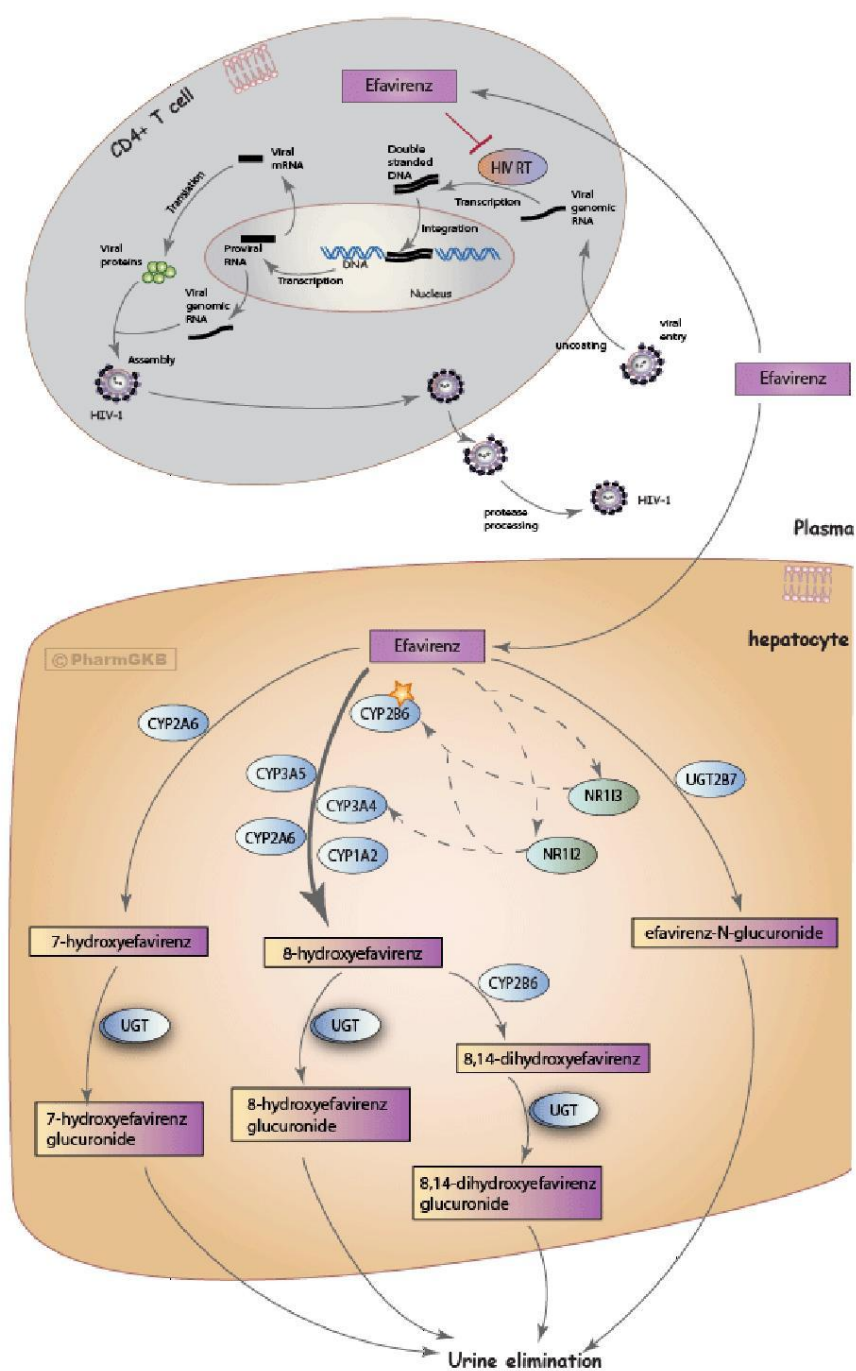 CD4+ T cell
Efavirenz
Viral
mRNA
Double
stranded
DNA
HIV RT
Translation
Transcription
Viral
genomic
RNA
Integration
Viral
proteins
Proviral
RNA
DNA
Transcription
Nucleus
Viral
genomic
RNA
Assembly
uncoating
viral
entry
Efavirenz
HIV-1
protease
processing
HIV-1
Plasma
hepatocyte
Efavirenz
©PharmGKB
CYP2A6
CYP2B6
CYP3A5
CYP3A4
NR1I3
UGT2B7
CYP2A6
CYP1A2
NR1I2
7-hydroxyefavirenz
8-hydroxyefavirenz
efavirenz-N-glucuronide
CYP2B6
UGT
UGT
8,14-dihydroxyefavirenz
7-hydroxyefavirenz
glucuronide
8-hydroxyefavirenz
glucuronide
UGT
8,14-dihydroxyefavirenz
glucuronide
Urine elimination